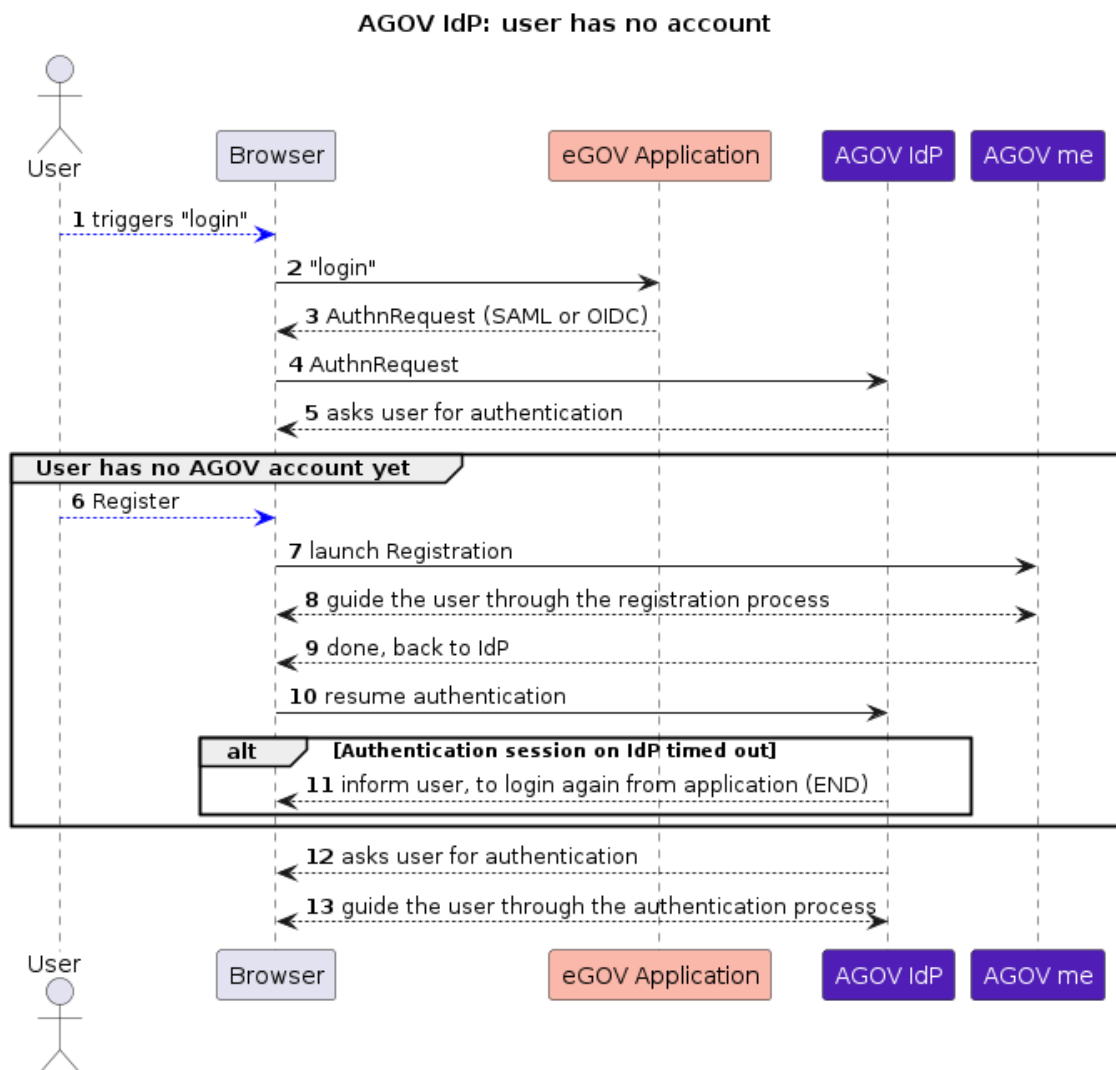 AGOV IdP: user has no account
User
Browser
eGOV Application
AGOV IdP
AGOV me
1 triggers "login"
2 "login"
3 AuthnRequest (SAML or OIDC)
4 AuthnRequest
5 asks user for authentication
User has no AGOV account yet
6 Register
7 launch Registration
8 guide the user through the registration process
9 done, back to IdP
10 resume authentication
alt [Authentication session on IdP timed out]
11 inform user, to login again from application (END)
12 asks user for authentication
13 guide the user through the authentication process
User
Browser
eGOV Application
AGOV IdP
AGOV me